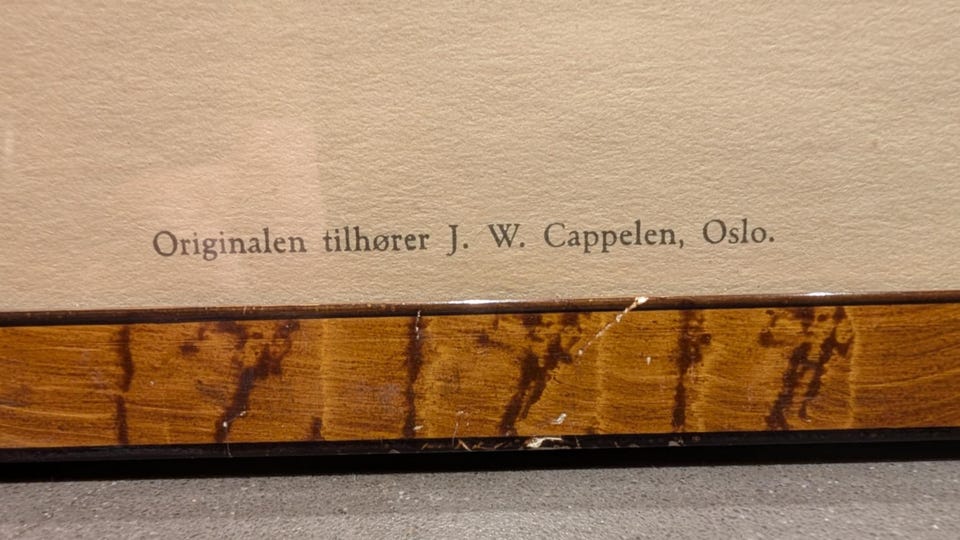 Originalen tilhører J. W. Cappelen, Oslo.